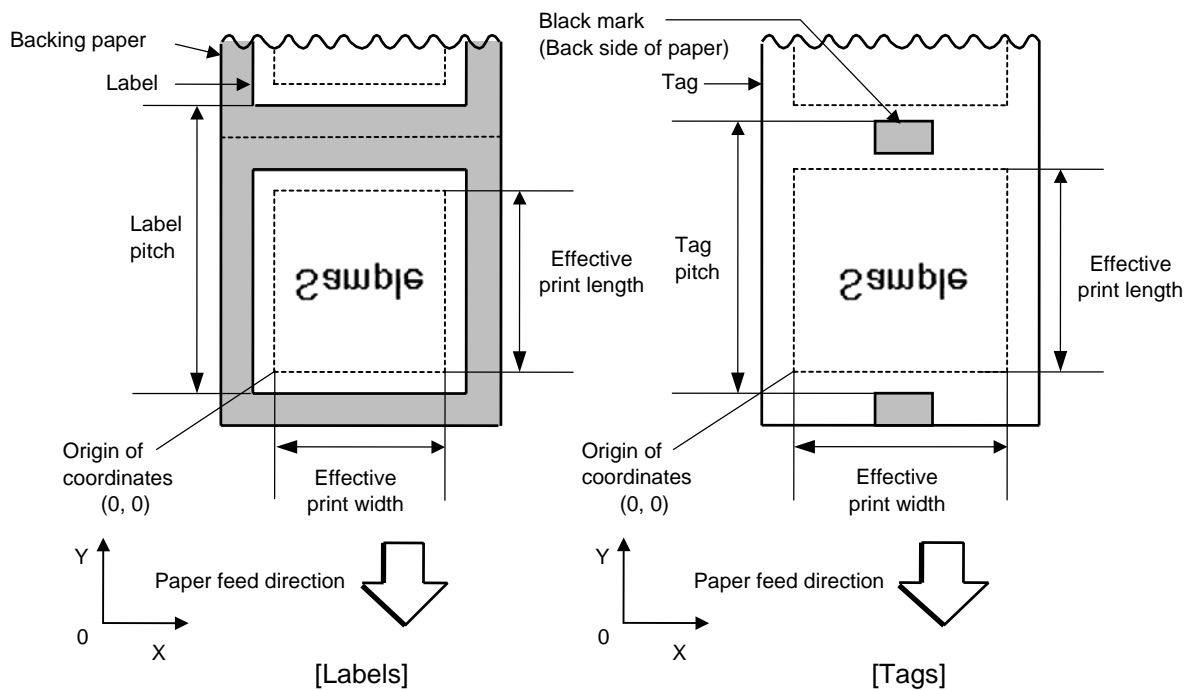 Backing paper
Label
Label
pitch
Sample
Effective
print length
Origin of
coordinates
(0, 0)
Effective
print width
Y
0
X
Paper feed direction
[Labels]
Black mark
(Back side of paper)
Tag
Tag
pitch
Sample
Effective
print length
Origin of
coordinates
(0, 0)
Effective
print width
Y
0
X
Paper feed direction
[Tags]